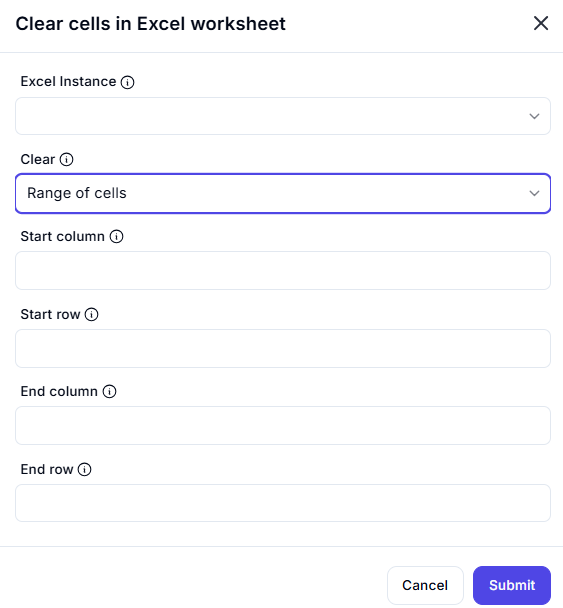 Clear cells in Excel worksheet
Excel Instance
Clear
Range of cells
Start column
Start row
End column
End row
Cancel Submit